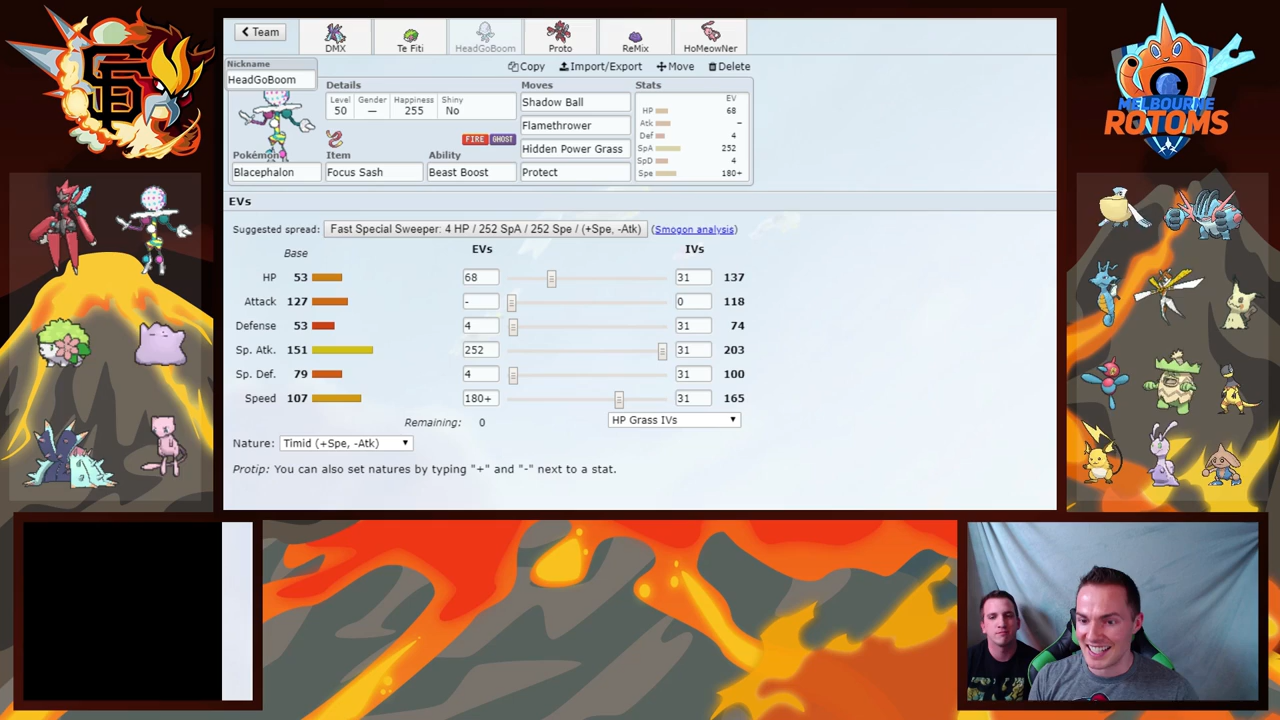 Team
DMX
Te Fiti
HeadGoBoom
Proto
ReMix
HoMeowNer
Copy
Import/Export
Move
Delete
Nickname
HeadGoBoom
Details
Level Gender Happiness Shiny
50 — 255 No
FIRE GHOST
Pokémon
Blacephalon
Item
Focus Sash
Ability
Beast Boost
Moves
Shadow Ball
Flamethrower
Hidden Power Grass
Protect
Stats
EV
HP 68
Atk –
Def 4
SpA 252
SpD 4
Spe 180+
EVs
Suggested spread: Fast Special Sweeper: 4 HP / 252 SpA / 252 Spe / (+Spe, -Atk) (Smogon analysis)
Base EVs IVs
HP 53 68 31 137
Attack 127 - 0 118
Defense 53 4 31 74
Sp. Atk. 151 252 31 203
Sp. Def. 79 4 31 100
Speed 107 180+ 31 165
Remaining: 0 HP Grass IVs
Nature: Timid (+Spe, -Atk)
Protip: You can also set natures by typing "+" and "-" next to a stat.
SF
MELBOURNE
ROTOMS